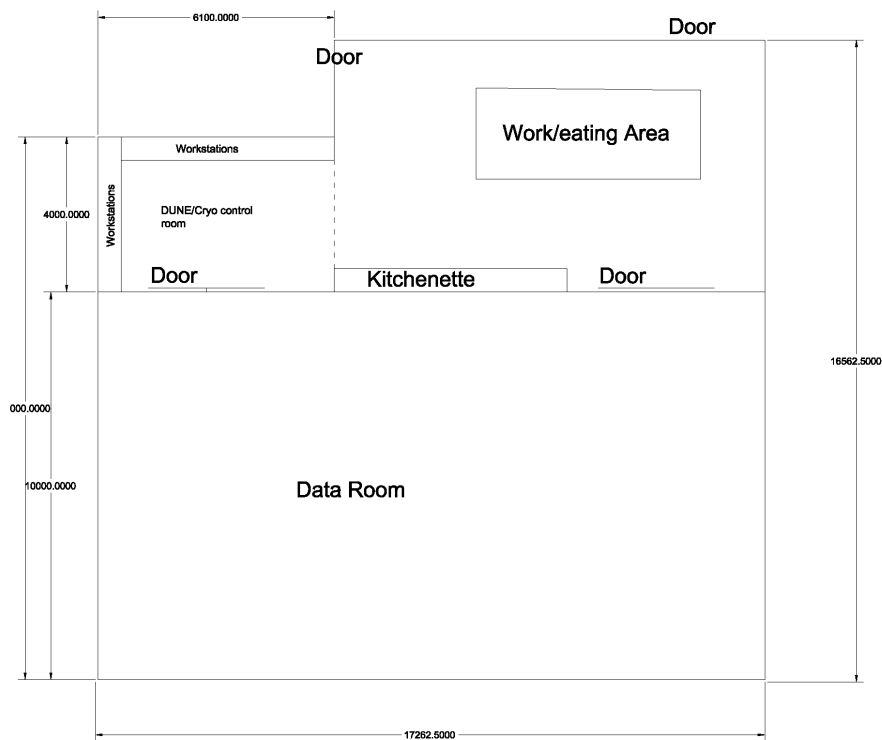 6100.0000
Door
Door
Work/eating Area
Workstations
Workstations
4000.0000
DUNE/Cryo control
room
Door
Kitchenette
Door
16562.5000
000.0000
10000.0000
Data Room
17262.5000